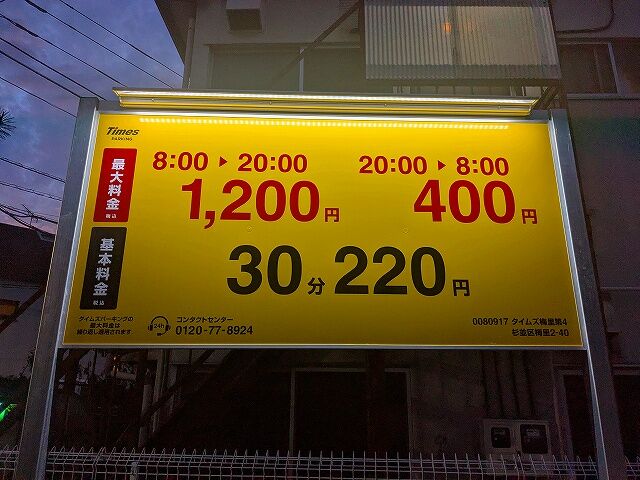 Times
PARKING
最大料金
税込
8:00 ▶ 20:00
1,200円
20:00 ▶ 8:00
400円
基本料金
税込
30分 220円
タイムズパーキングの
最大料金は
繰り返し適用されます
24h
コンタクトセンター
0120-77-8924
0080917 タイムズ梅里第4
杉並区梅里2-40